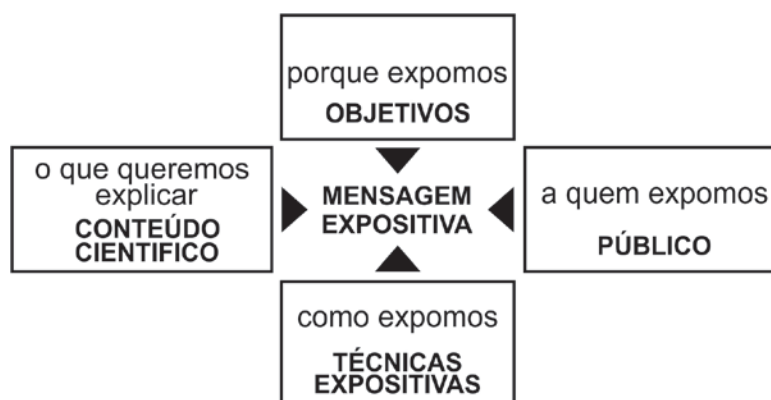 porque expomos
OBJETIVOS
o que queremos
explicar
CONTEÚDO
CIENTIFICO
MENSAGEM
EXPOSITIVA
a quem expomos
PÚBLICO
como expomos
TÉCNICAS
EXPOSITIVAS